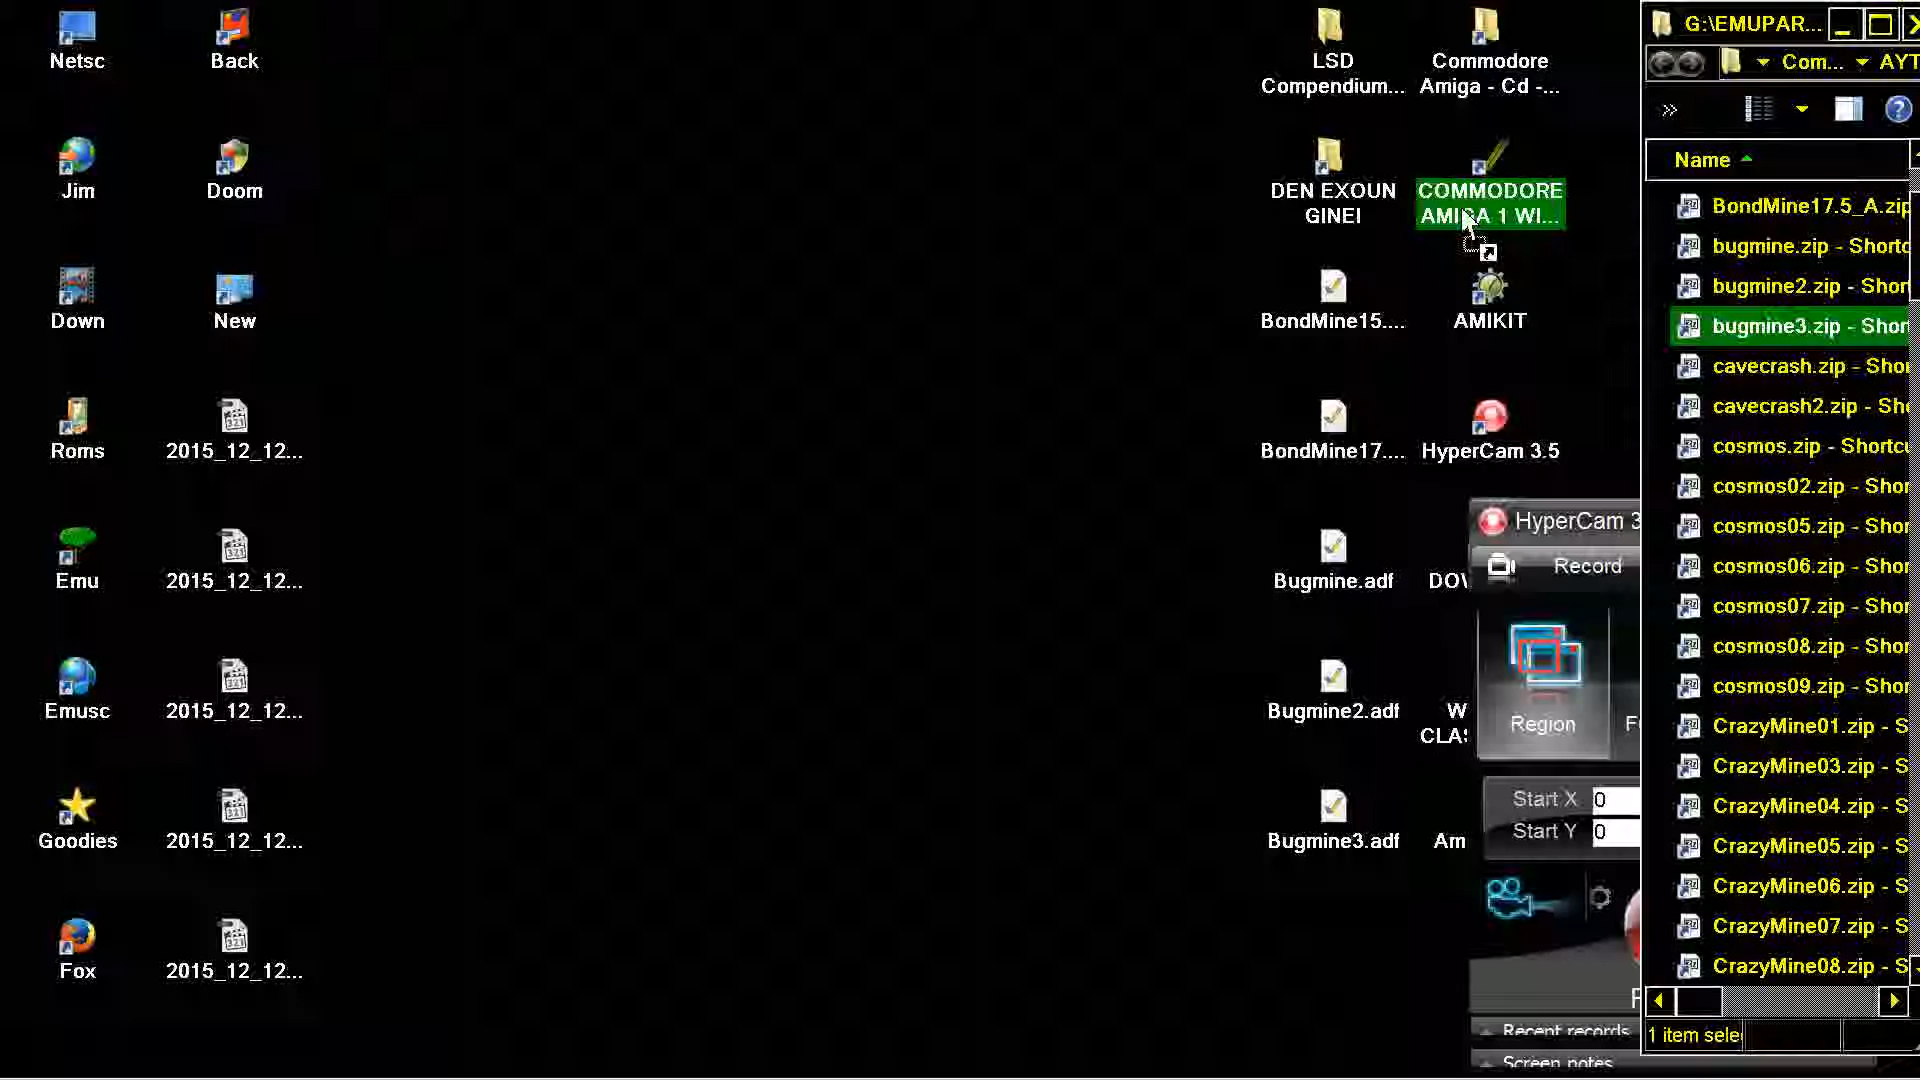 Netsc
Back
Jim
Doom
Down
New
Roms
2015_12_12...
Emu
2015_12_12...
Emusc
2015_12_12...
Goodies
2015_12_12...
Fox
2015_12_12...
LSD
Compendium...
Commodore
Amiga - Cd -...
DEN EXOUN
GINEI
COMMODORE
AMIGA 1 WI...
BondMine15....
AMIKIT
BondMine17....
HyperCam 3.5
Bugmine.adf
Bugmine2.adf
Bugmine3.adf
DOW
W
CLAS
Am
HyperCam 3
Record
Region
F
Start X 0
Start Y 0
Recent records
Screen notes
G:\EMUPAR...
Com...
AYT
Name
BondMine17.5_A.zip
bugmine.zip - Shortc
bugmine2.zip - Shor
bugmine3.zip - Shor
cavecrash.zip - Shor
cavecrash2.zip - Sho
cosmos.zip - Shortcu
cosmos02.zip - Shor
cosmos05.zip - Shor
cosmos06.zip - Shor
cosmos07.zip - Shor
cosmos08.zip - Shor
cosmos09.zip - Shor
CrazyMine01.zip - S
CrazyMine03.zip - S
CrazyMine04.zip - S
CrazyMine05.zip - S
CrazyMine06.zip - S
CrazyMine07.zip - S
CrazyMine08.zip - S
1 item sele